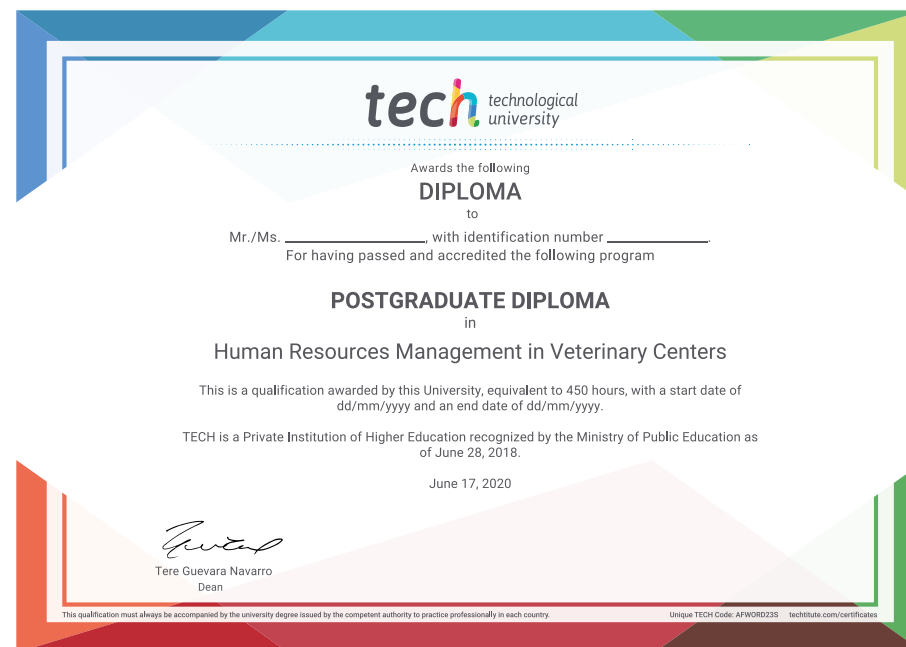 tech technological
university
Awards the following
DIPLOMA
to
Mr./Ms. ____________________, with identification number ______________.
For having passed and accredited the following program
POSTGRADUATE DIPLOMA
in
Human Resources Management in Veterinary Centers
This is a qualification awarded by this University, equivalent to 450 hours, with a start date of
dd/mm/yyyy and an end date of dd/mm/yyyy.
TECH is a Private Institution of Higher Education recognized by the Ministry of Public Education as
of June 28, 2018.
June 17, 2020
Tere Guevara Navarro
Dean
This qualification must always be accompanied by the university degree issued by the competent authority to practice professionally in each country. Unique TECH Code: AFWORD23S techtitute.com/certificates